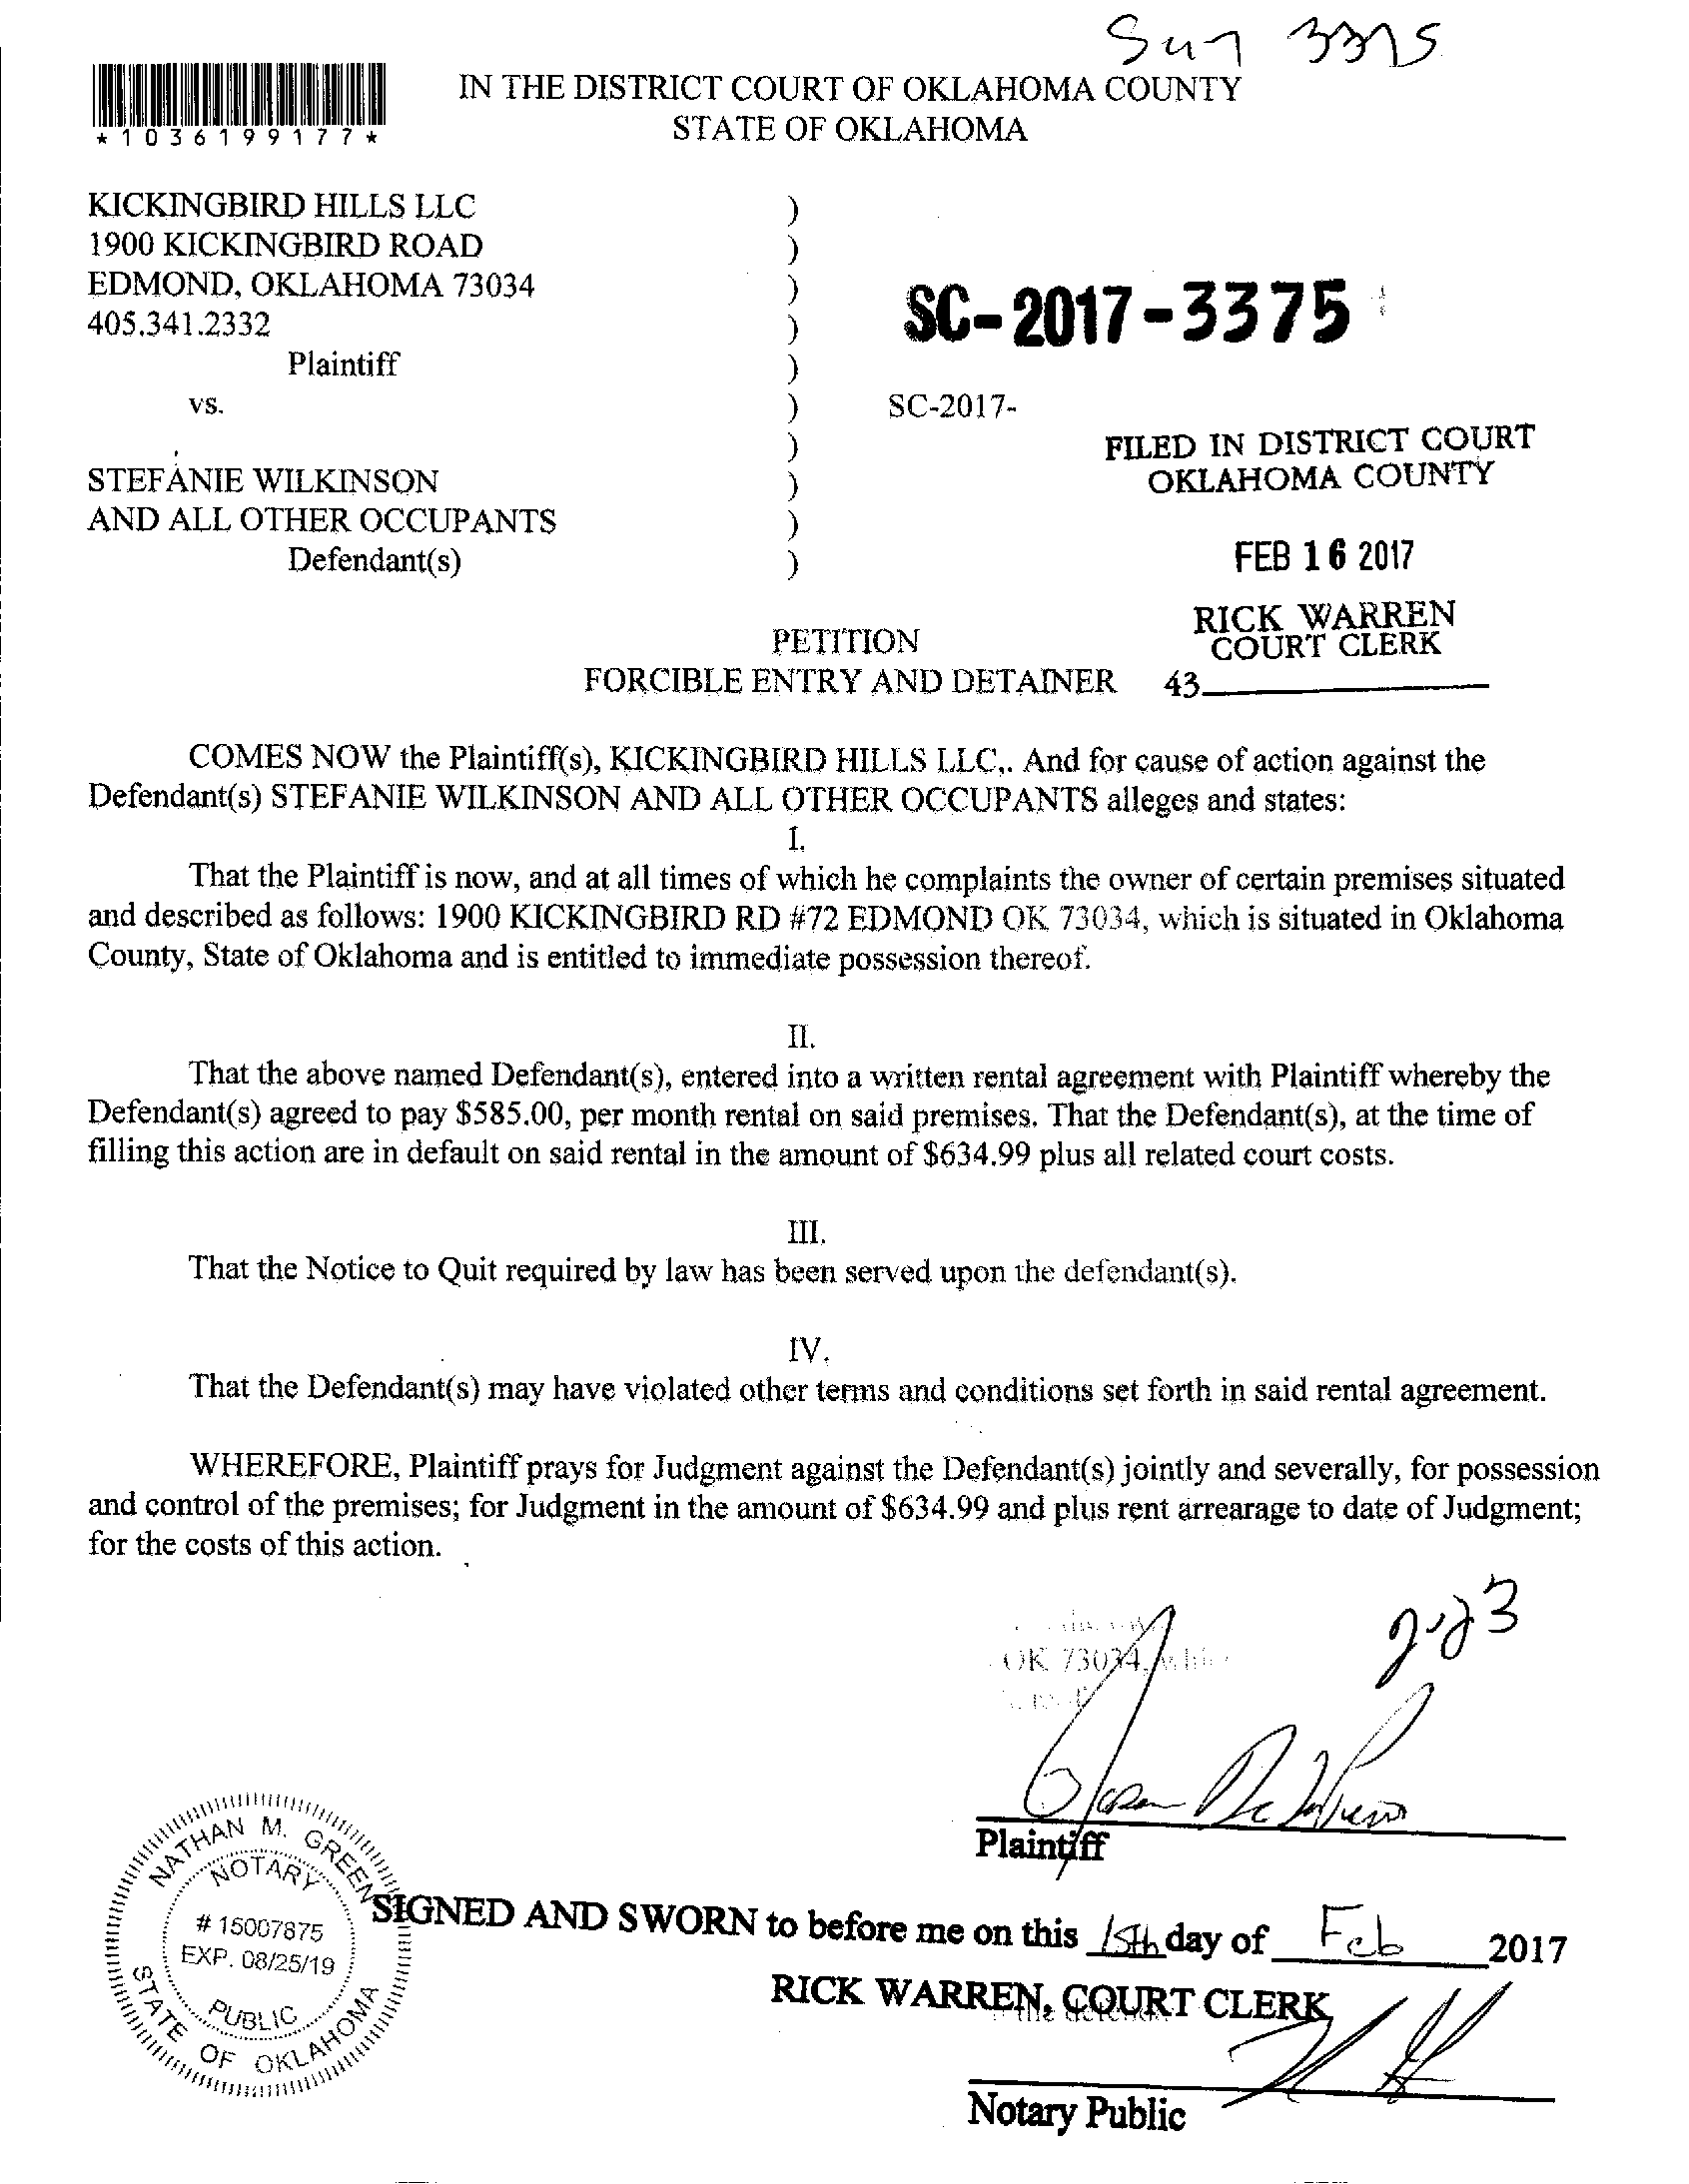 *1036199177*
IN THE DISTRICT COURT OF OKLAHOMA COUNTY
STATE OF OKLAHOMA
KICKINGBIRD HILLS LLC )
1900 KICKINGBIRD ROAD )
EDMOND, OKLAHOMA 73034 )
405.341.2332 )
SC-2017-3375
Plaintiff )
vs. ) SC-2017-
)
FILED IN DISTRICT COURT
OKLAHOMA COUNTY
STEFANIE WILKINSON )
AND ALL OTHER OCCUPANTS )
Defendant(s) )
FEB 16 2017
RICK WARREN
COURT CLERK
43
PETITION
FORCIBLE ENTRY AND DETAINER
COMES NOW the Plaintiff(s), KICKINGBIRD HILLS LLC,. And for cause of action against the
Defendant(s) STEFANIE WILKINSON AND ALL OTHER OCCUPANTS alleges and states:
I.
That the Plaintiff is now, and at all times of which he complaints the owner of certain premises situated
and described as follows: 1900 KICKINGBIRD RD #72 EDMOND OK 73034, which is situated in Oklahoma
County, State of Oklahoma and is entitled to immediate possession thereof.
II.
That the above named Defendant(s), entered into a written rental agreement with Plaintiff whereby the
Defendant(s) agreed to pay $585.00, per month rental on said premises. That the Defendant(s), at the time of
filling this action are in default on said rental in the amount of $634.99 plus all related court costs.
III.
That the Notice to Quit required by law has been served upon the defendant(s).
IV.
That the Defendant(s) may have violated other terms and conditions set forth in said rental agreement.
WHEREFORE, Plaintiff prays for Judgment against the Defendant(s) jointly and severally, for possession
and control of the premises; for Judgment in the amount of $634.99 and plus rent arrearage to date of Judgment;
for the costs of this action.
OK 73034,
Plaintiff
NATHAN M. GREEN
NOTARY
# 15007875
EXP. 08/25/19
PUBLIC
STATE OF OKLAHOMA
SIGNED AND SWORN to before me on this 15th day of Feb 2017
RICK WARREN, COURT CLERK
Notary Public